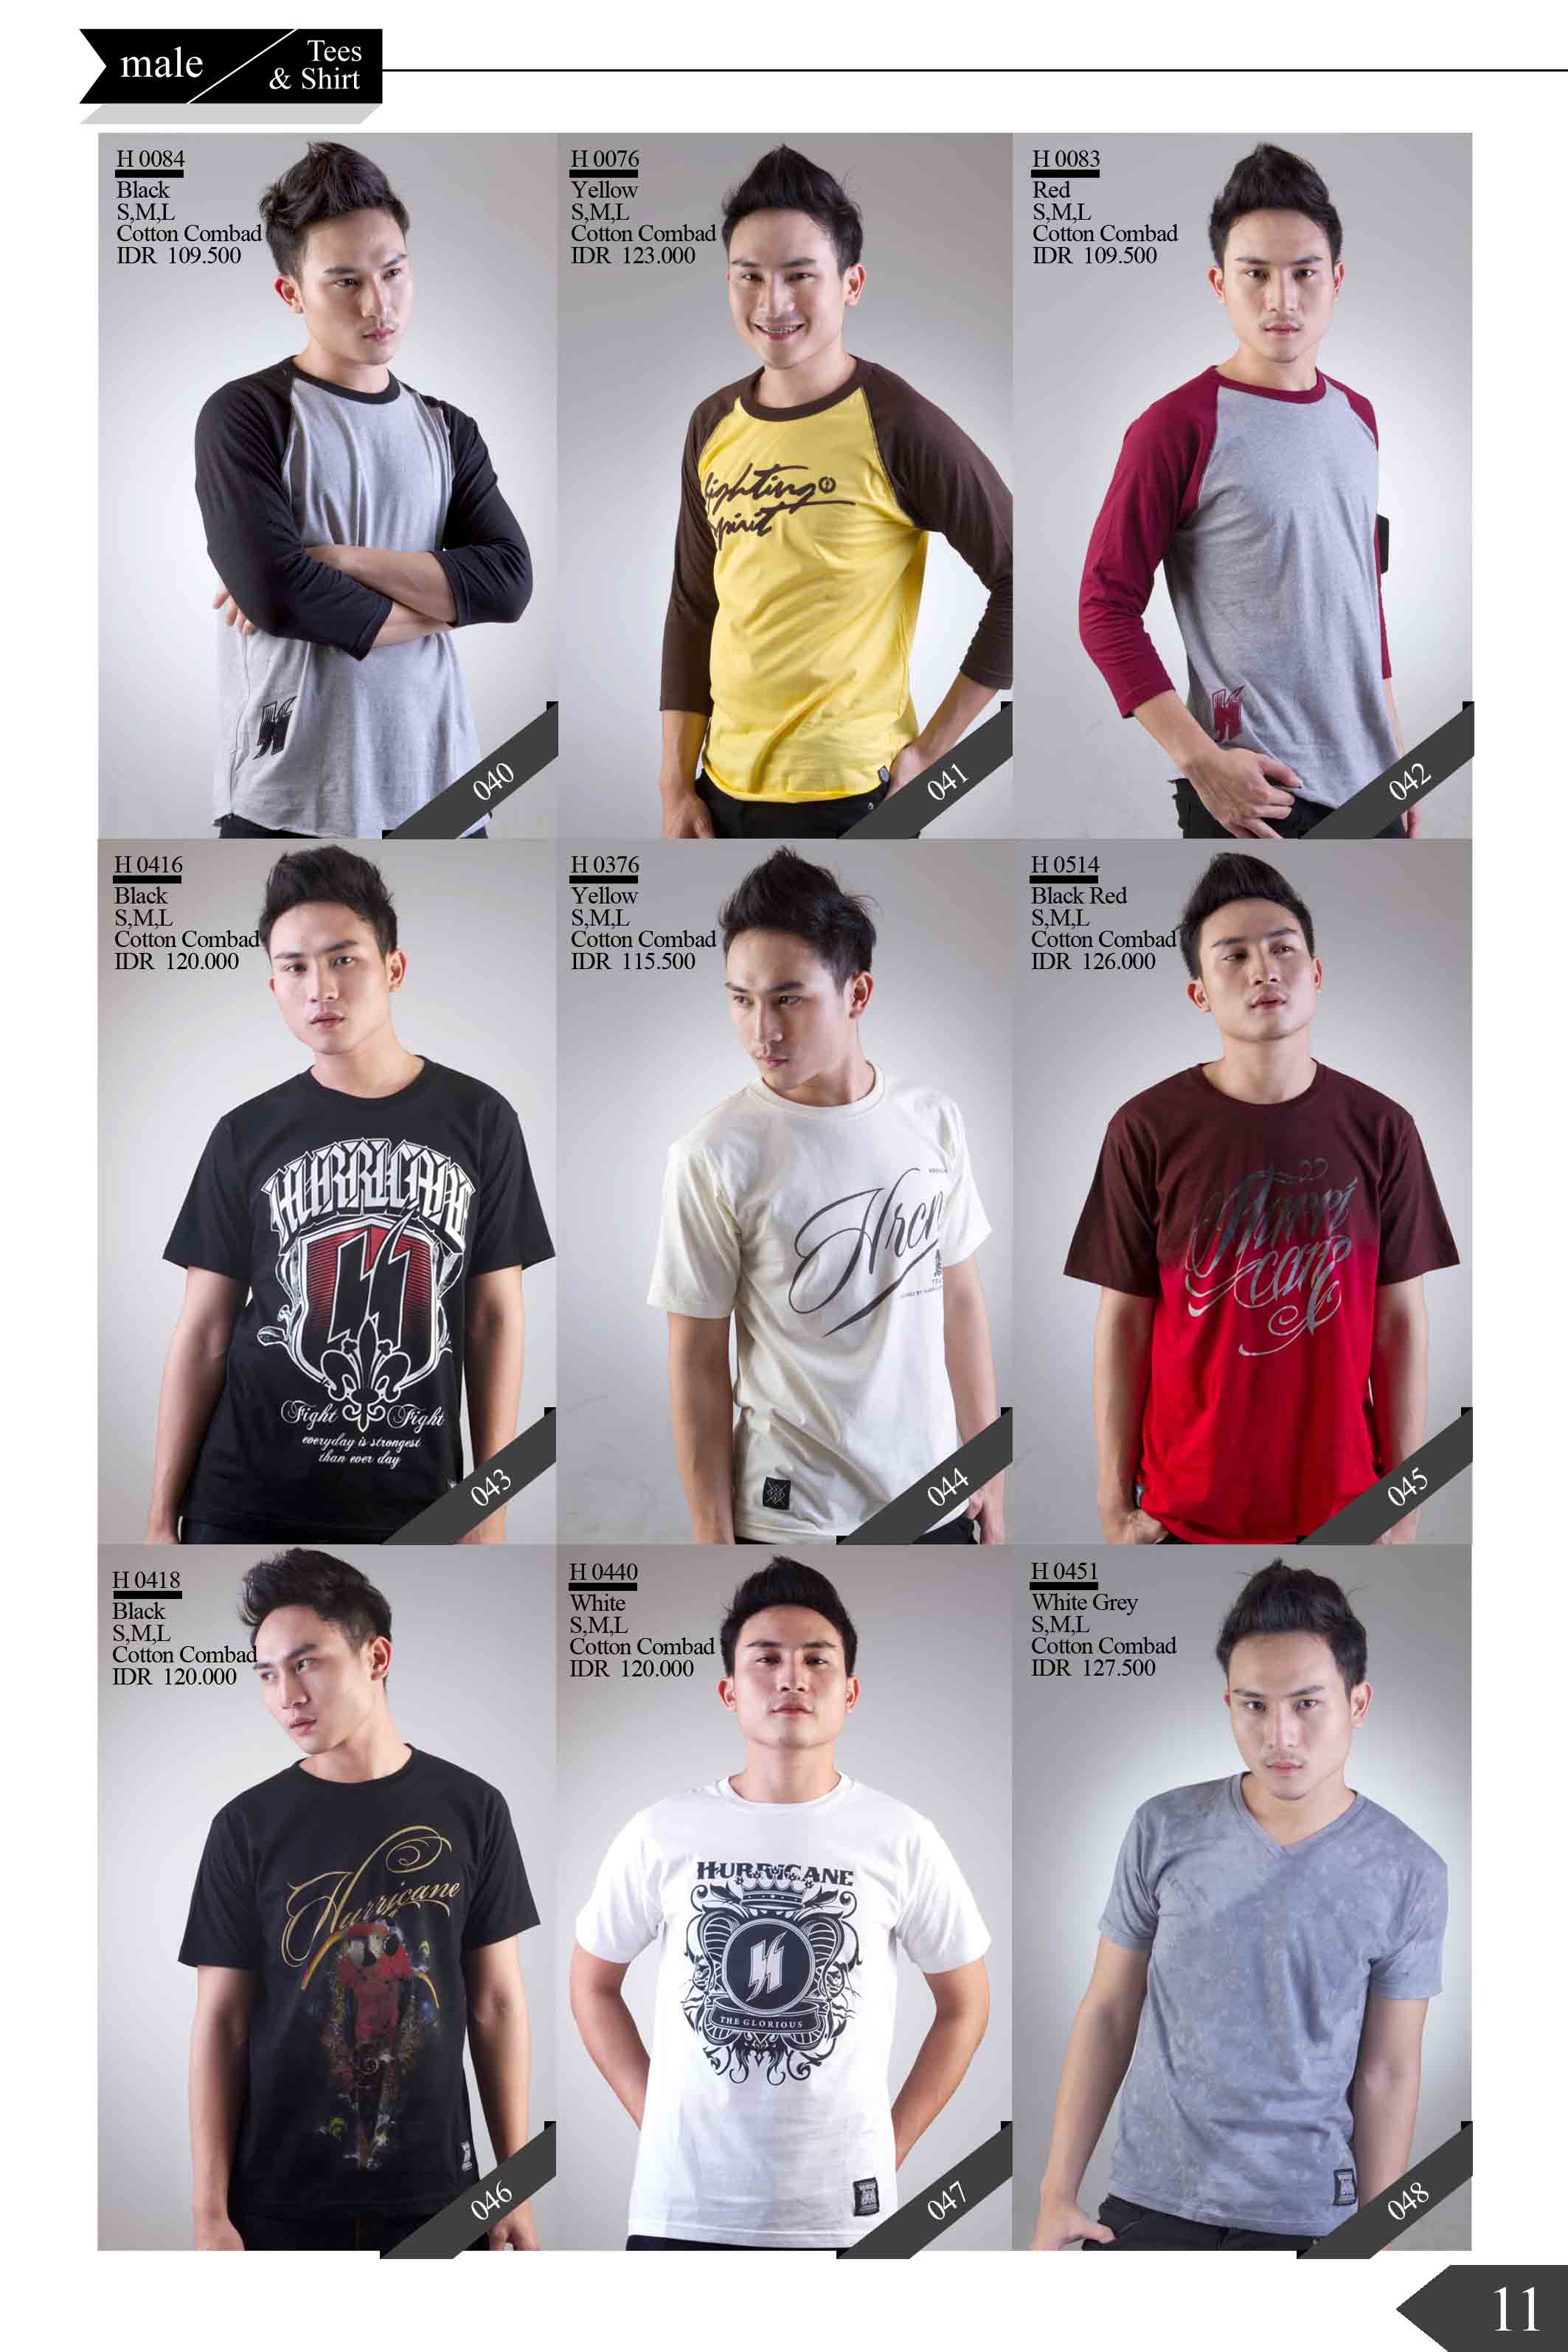 male
Tees
& Shirt
H 0084
Black
S,M,L
Cotton Combad
IDR 109.500
040
H 0076
Yellow
S,M,L
Cotton Combad
IDR 123.000
fighting
spirit
041
H 0083
Red
S,M,L
Cotton Combad
IDR 109.500
042
H 0416
Black
S,M,L
Cotton Combad
IDR 120.000
HURRICANE
Fight Fight
everyday is strongest
than ever day
043
H 0376
Yellow
S,M,L
Cotton Combad
IDR 115.500
Hrcn
044
H 0514
Black Red
S,M,L
Cotton Combad
IDR 126.000
Hurri
cane
045
H 0418
Black
S,M,L
Cotton Combad
IDR 120.000
Hurricane
046
H 0440
White
S,M,L
Cotton Combad
IDR 120.000
HURRICANE
THE GLORIOUS
047
H 0451
White Grey
S,M,L
Cotton Combad
IDR 127.500
048
11